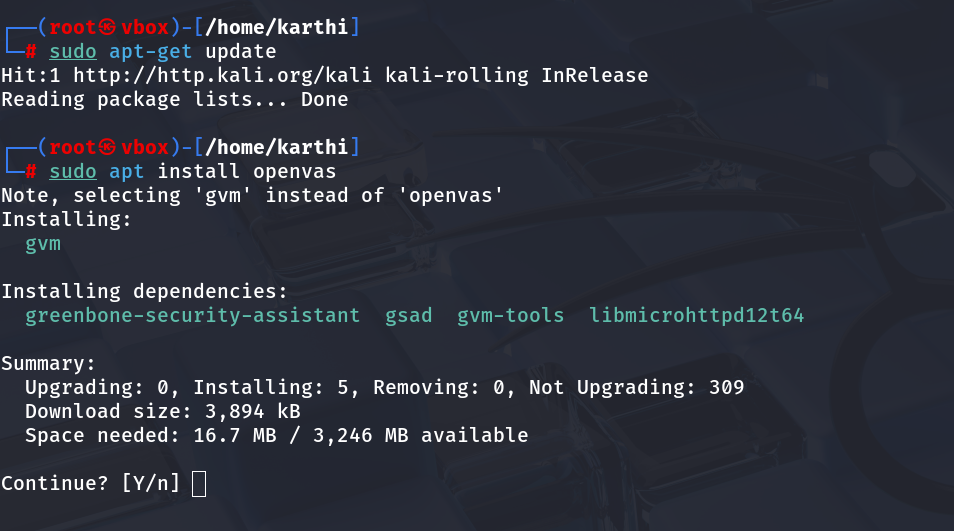 ┌──(root㉿vbox)-[/home/karthi]
└─# sudo apt-get update
Hit:1 http://http.kali.org/kali kali-rolling InRelease
Reading package lists... Done
┌──(root㉿vbox)-[/home/karthi]
└─# sudo apt install openvas
Note, selecting 'gvm' instead of 'openvas'
Installing:
gvm
Installing dependencies:
greenbone-security-assistant  gsad  gvm-tools  libmicrohttpd12t64
Summary:
Upgrading: 0, Installing: 5, Removing: 0, Not Upgrading: 309
Download size: 3,894 kB
Space needed: 16.7 MB / 3,246 MB available
Continue? [Y/n]